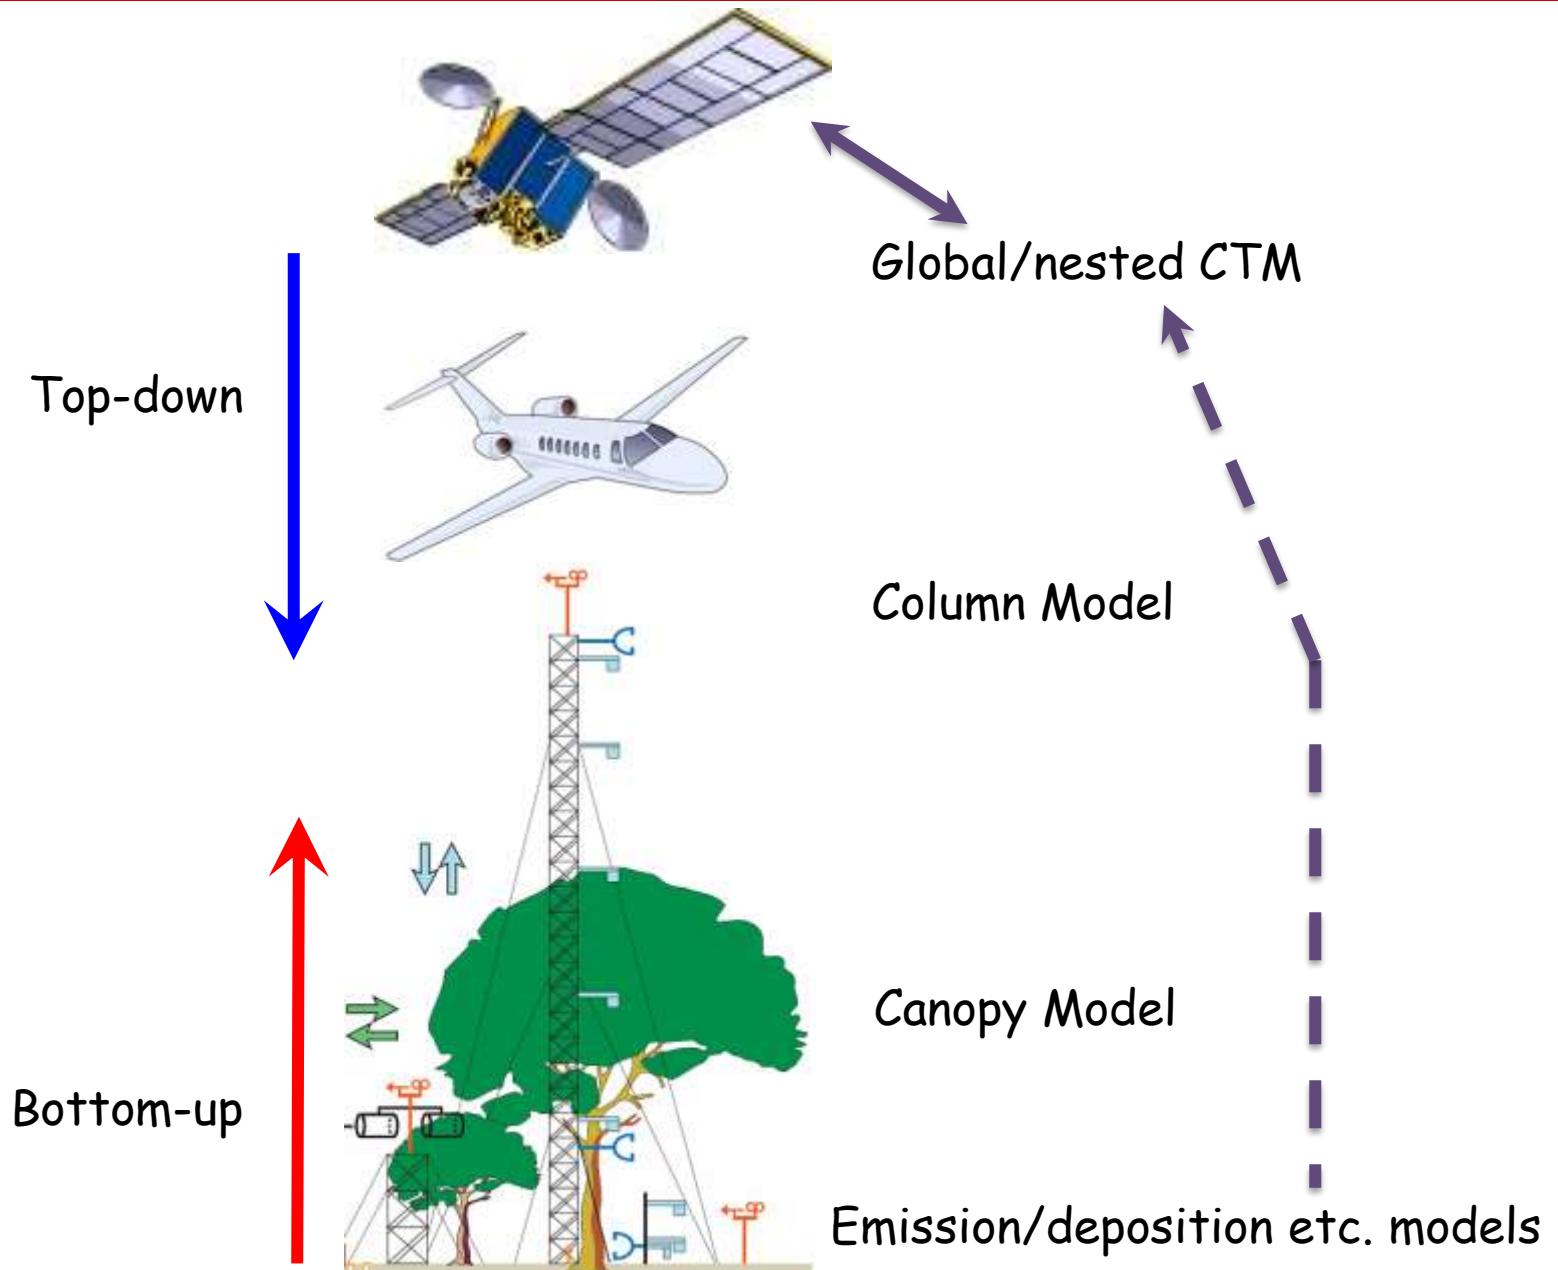 Global/nested CTM
Top-down
Column Model
Canopy Model
Bottom-up
Emission/deposition etc. models